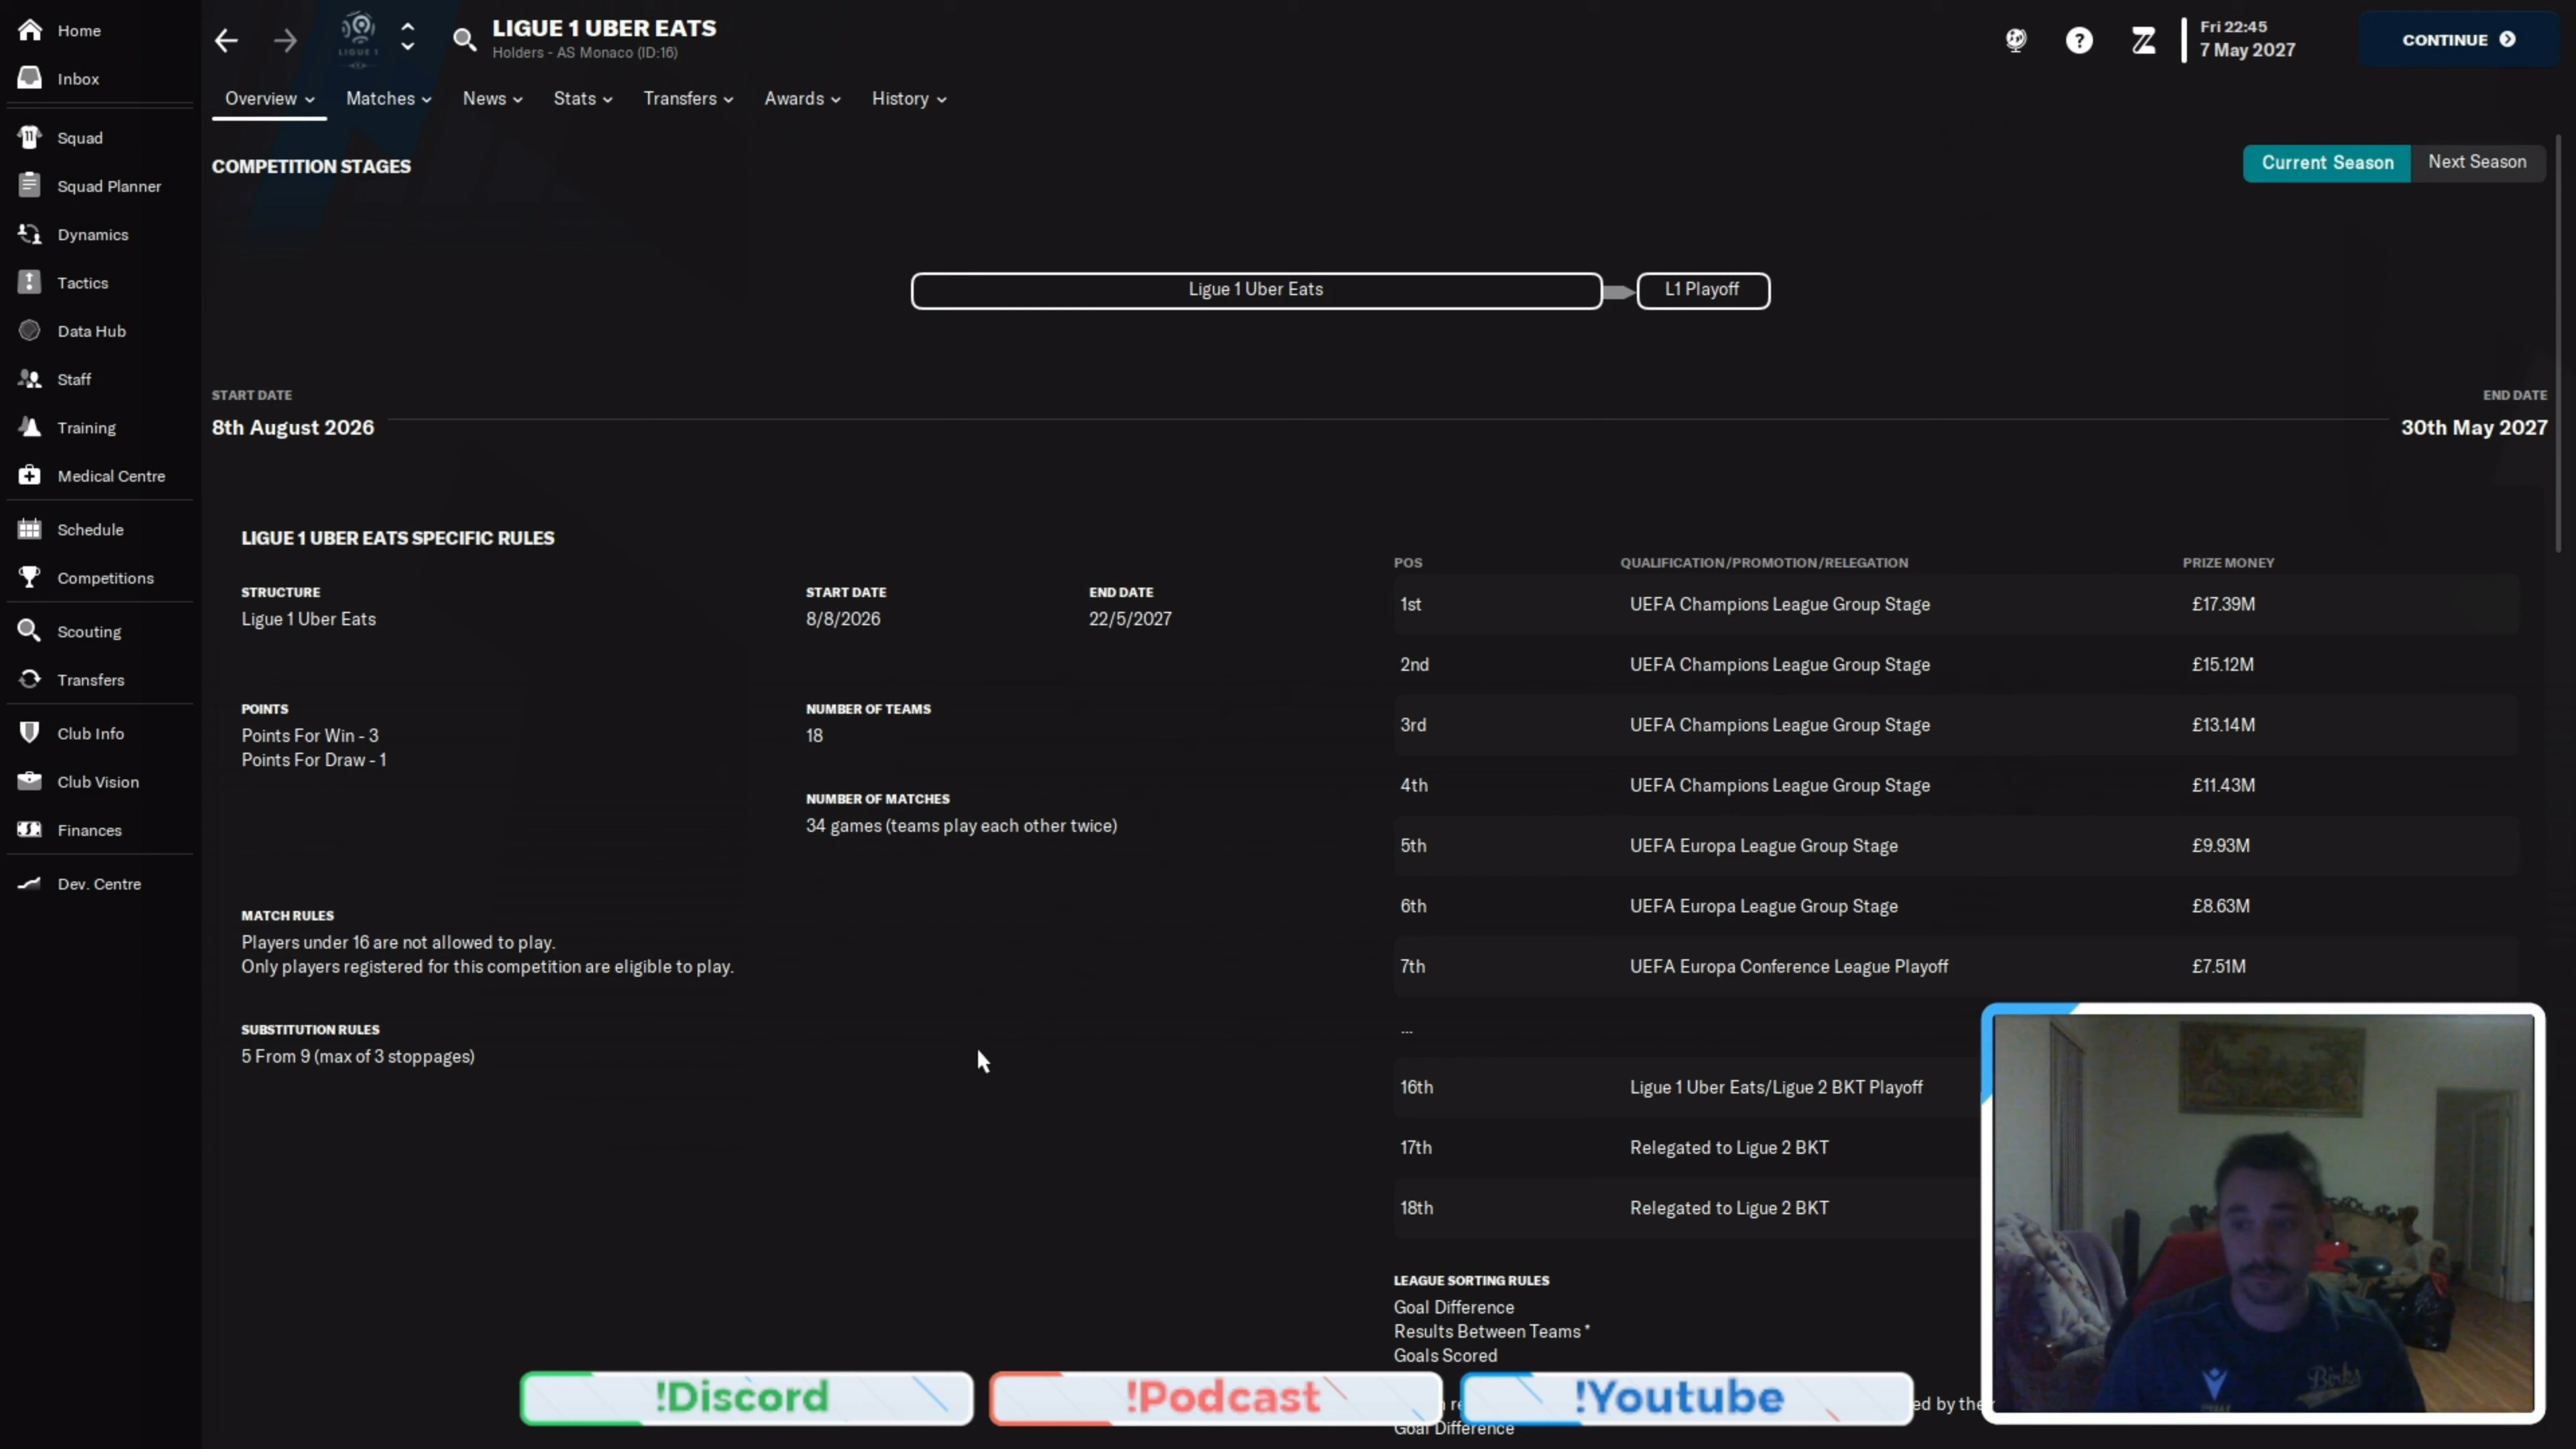 Home
Inbox
Squad
Squad Planner
Dynamics
Tactics
Data Hub
Staff
Training
Medical Centre
Schedule
Competitions
Scouting
Transfers
Club Info
Club Vision
Finances
Dev. Centre
LIGUE 1
LIGUE 1 UBER EATS
Holders - AS Monaco (ID:16)
Fri 22:45
7 May 2027
CONTINUE
Overview
Matches
News
Stats
Transfers
Awards
History
COMPETITION STAGES
Current Season
Next Season
Ligue 1 Uber Eats
L1 Playoff
START DATE
8th August 2026
END DATE
30th May 2027
LIGUE 1 UBER EATS SPECIFIC RULES
STRUCTURE
Ligue 1 Uber Eats
START DATE
8/8/2026
END DATE
22/5/2027
POINTS
Points For Win - 3
Points For Draw - 1
NUMBER OF TEAMS
18
NUMBER OF MATCHES
34 games (teams play each other twice)
MATCH RULES
Players under 16 are not allowed to play.
Only players registered for this competition are eligible to play.
SUBSTITUTION RULES
5 From 9 (max of 3 stoppages)
POS QUALIFICATION/PROMOTION/RELEGATION PRIZE MONEY
1st UEFA Champions League Group Stage £17.39M
2nd UEFA Champions League Group Stage £15.12M
3rd UEFA Champions League Group Stage £13.14M
4th UEFA Champions League Group Stage £11.43M
5th UEFA Europa League Group Stage £9.93M
6th UEFA Europa League Group Stage £8.63M
7th UEFA Europa Conference League Playoff £7.51M
...
16th Ligue 1 Uber Eats/Ligue 2 BKT Playoff
17th Relegated to Ligue 2 BKT
18th Relegated to Ligue 2 BKT
LEAGUE SORTING RULES
Goal Difference
Results Between Teams *
Goals Scored
ed by the
Goal Difference
!Discord
!Podcast
!Youtube
Birks